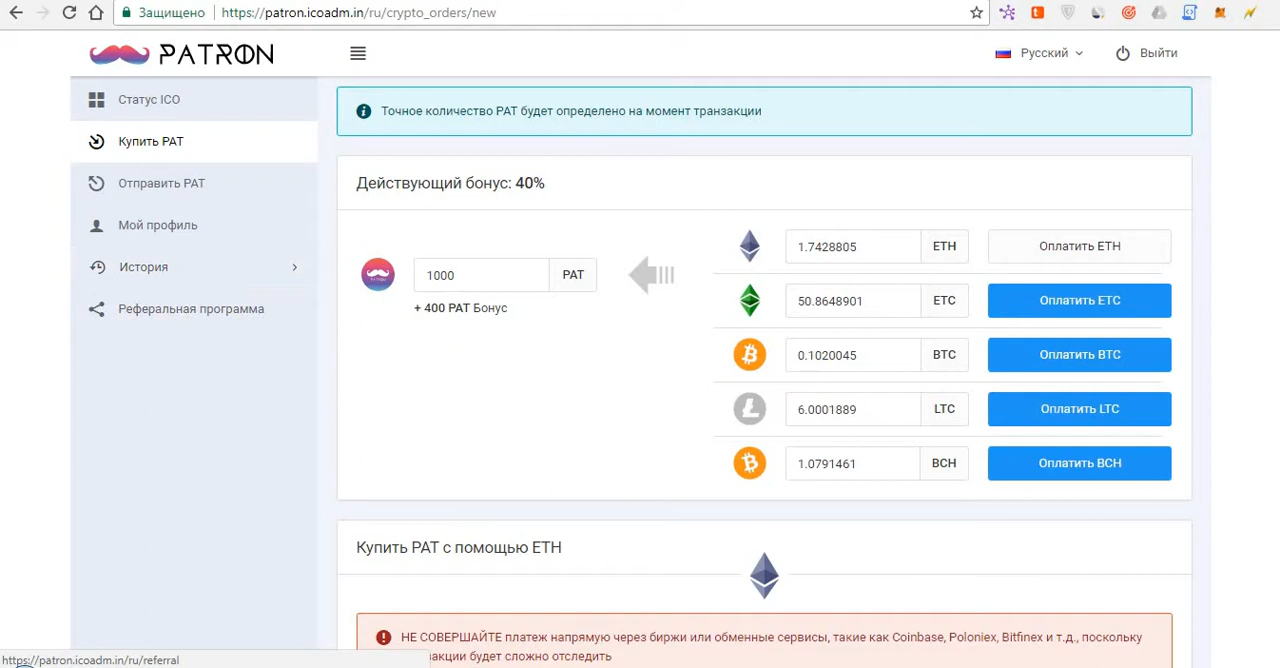 Защищено https://patron.icoadm.in/ru/crypto_orders/new
PATRON
Русский
Выйти
Статус ICO
Купить PAT
Отправить PAT
Мой профиль
История
Реферальная программа
Точное количество PAT будет определено на момент транзакции
Действующий бонус: 40%
1000 PAT
+ 400 PAT Бонус
1.7428805 ETH Оплатить ETH
50.8648901 ETC Оплатить ETC
0.1020045 BTC Оплатить BTC
6.0001889 LTC Оплатить LTC
1.0791461 BCH Оплатить BCH
Купить PAT с помощью ETH
НЕ СОВЕРШАЙТЕ платеж напрямую через биржи или обменные сервисы, такие как Coinbase, Poloniex, Bitfinex и т.д., поскольку
будет сложно отследить
https://patron.icoadm.in/ru/referral